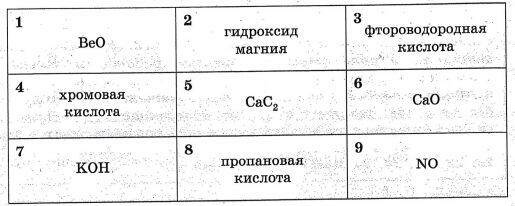 1
BeO
2
гидроксид
магния
3
фтороводородная
кислота
4
хромовая
кислота
5
CaC₂
6
CaO
7
KOH
8
пропановая
кислота
9
NO